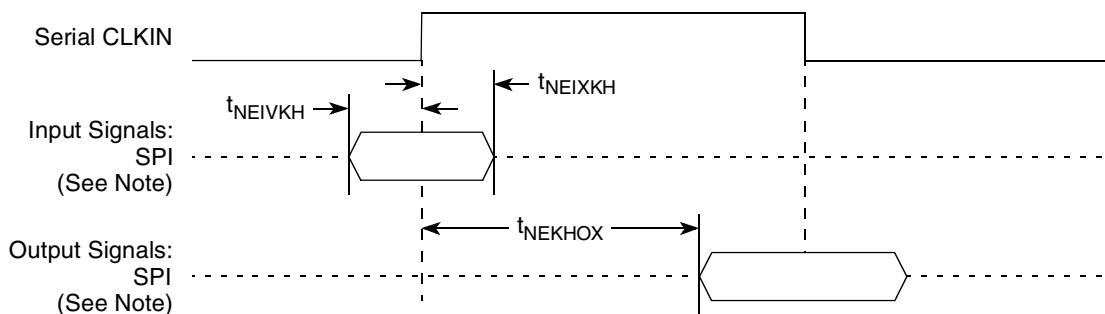 Serial CLKIN
tNEIXKH
tNEIVKH
Input Signals:
SPI
(See Note)
tNEKHOX
Output Signals:
SPI
(See Note)